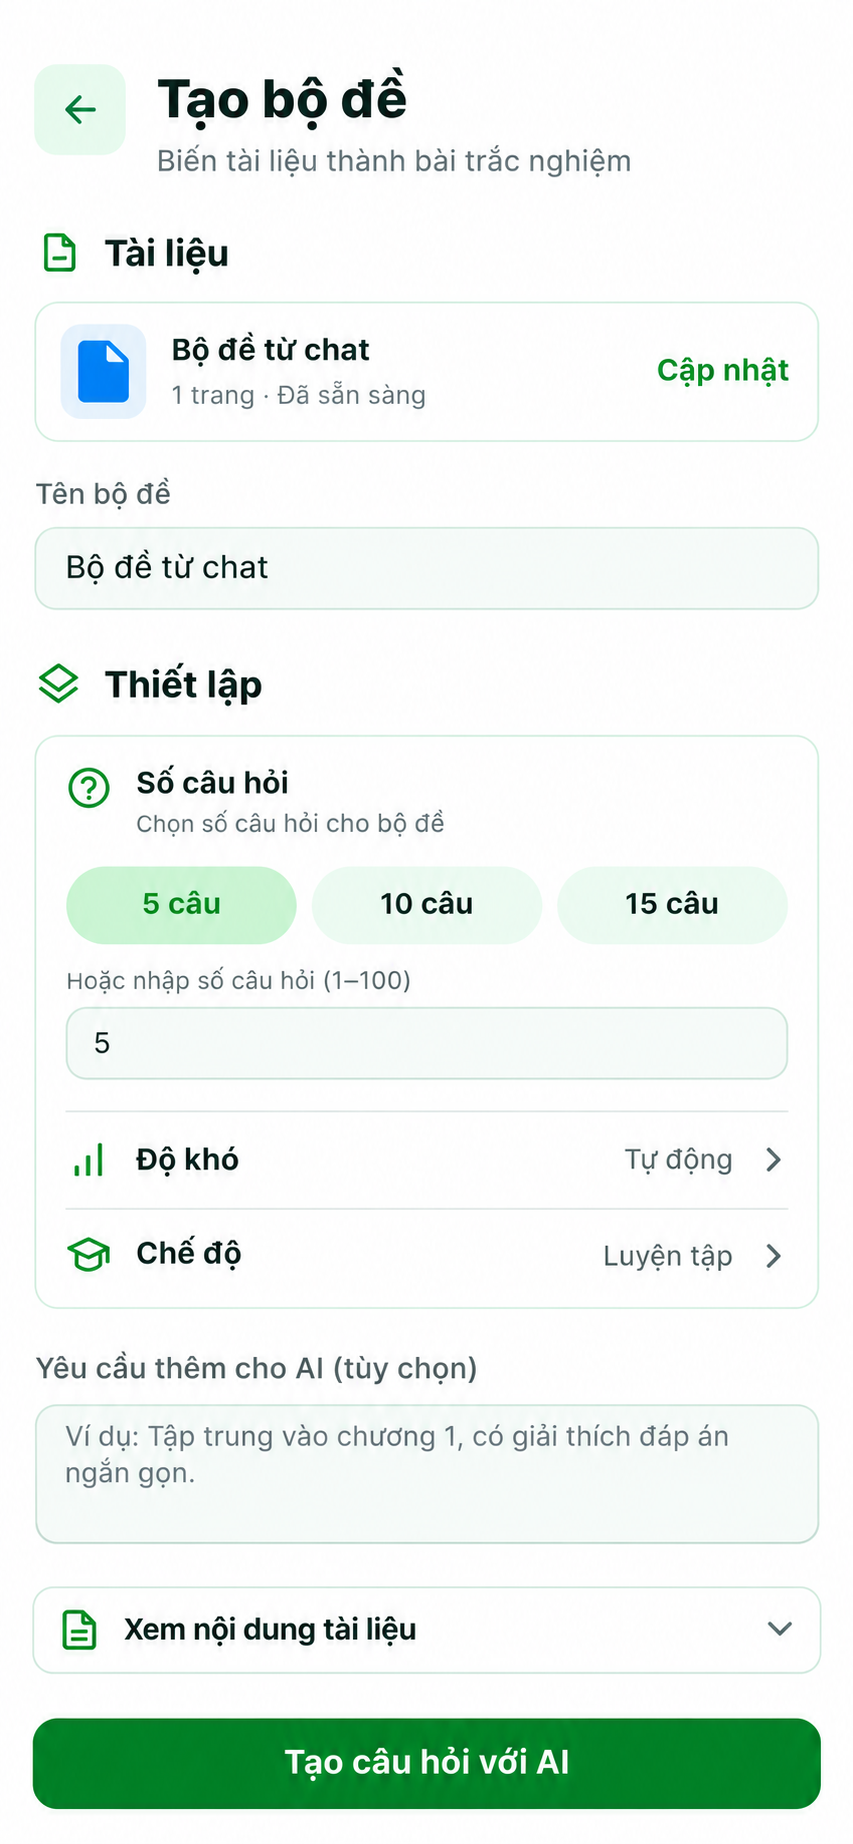 Tạo bộ đề
Biến tài liệu thành bài trắc nghiệm
Tài liệu
Bộ đề từ chat
1 trang · Đã sẵn sàng
Cập nhật
Tên bộ đề
Bộ đề từ chat
Thiết lập
Số câu hỏi
Chọn số câu hỏi cho bộ đề
5 câu
10 câu
15 câu
Hoặc nhập số câu hỏi (1–100)
5
Độ khó
Tự động
Chế độ
Luyện tập
Yêu cầu thêm cho AI (tùy chọn)
Ví dụ: Tập trung vào chương 1, có giải thích đáp án
ngắn gọn.
Xem nội dung tài liệu
Tạo câu hỏi với AI